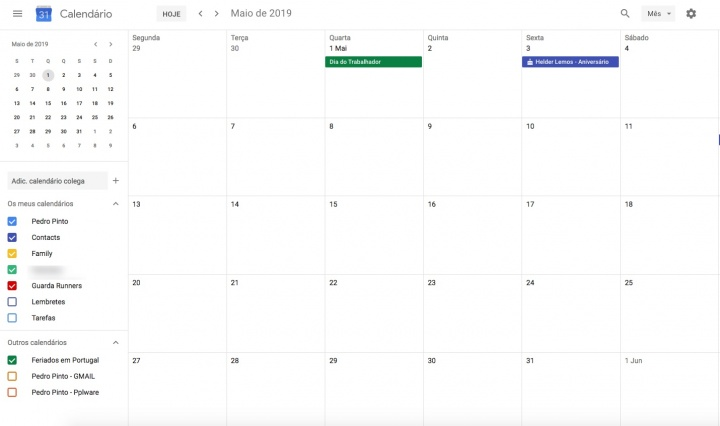 31 Calendário HOJE Maio de 2019 Mês
Maio de 2019
S T Q Q S S D
29 30 1 2 3 4 5
6 7 8 9 10 11 12
13 14 15 16 17 18 19
20 21 22 23 24 25 26
27 28 29 30 31 1 2
3 4 5 6 7 8 9
Adic. calendário colega
Os meus calendários
Pedro Pinto
Contacts
Family
Guarda Runners
Lembretes
Tarefas
Outros calendários
Feriados em Portugal
Pedro Pinto - GMAIL
Pedro Pinto - Pplware
Segunda Terça Quarta Quinta Sexta Sábado
29 30 1 Mai 2 3 4
Dia do Trabalhador Helder Lemos - Aniversário
6 7 8 9 10 11
13 14 15 16 17 18
20 21 22 23 24 25
27 28 29 30 31 1 Jun